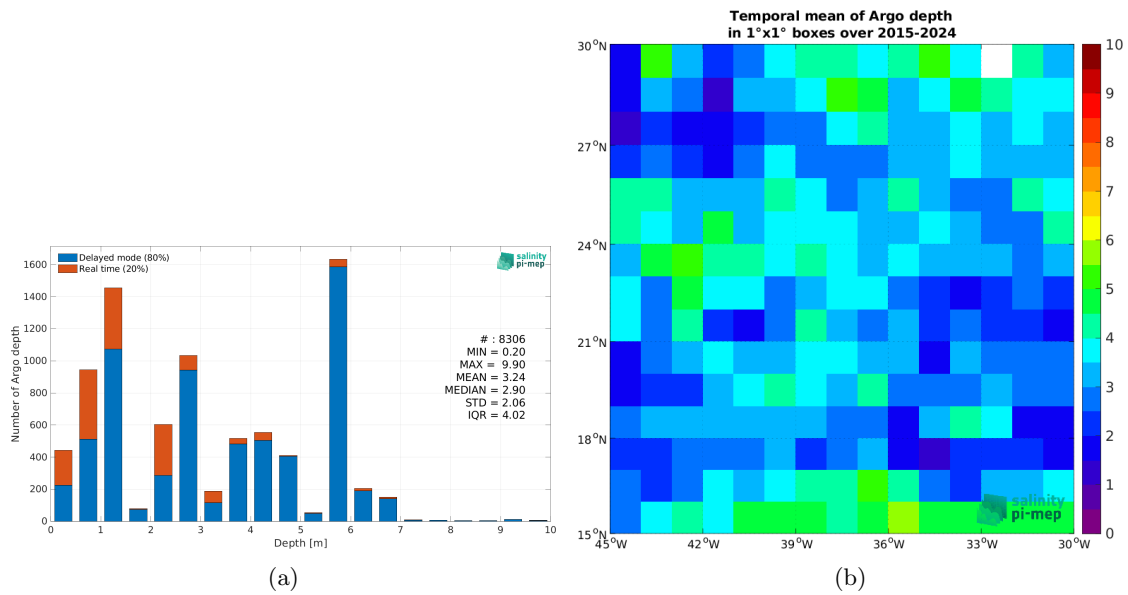 Temporal mean of Argo depth
in 1°x1° boxes over 2015-2024
Delayed mode (80%)
Real time (20%)
salinity
pi-mep
# : 8306
MIN = 0.20
MAX = 9.90
MEAN = 3.24
MEDIAN = 2.90
STD = 2.06
IQR = 4.02
Number of Argo depth
1600
1400
1200
1000
800
600
400
200
0
0 1 2 3 4 5 6 7 8 9 10
Depth [m]
(a)
30°N
27°N
24°N
21°N
18°N
15°N
45°W 42°W 39°W 36°W 33°W 30°W
salinity
pi-mep
10
9
8
7
6
5
4
3
2
1
0
(b)